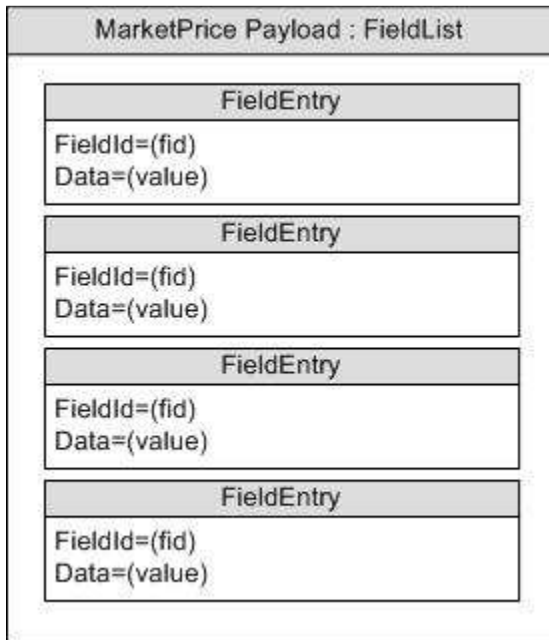 MarketPrice Payload : FieldList
FieldEntry
FieldId=(fid)
Data=(value)
FieldEntry
FieldId=(fid)
Data=(value)
FieldEntry
FieldId=(fid)
Data=(value)
FieldEntry
FieldId=(fid)
Data=(value)